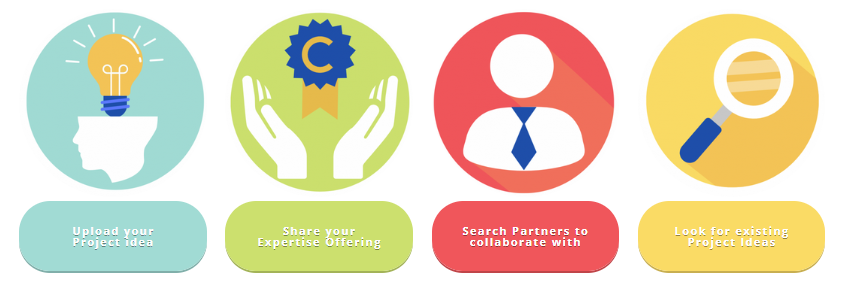 C
Upload your
Project idea
Share your
Expertise Offering
Search Partners to
collaborate with
Look for existing
Project Ideas